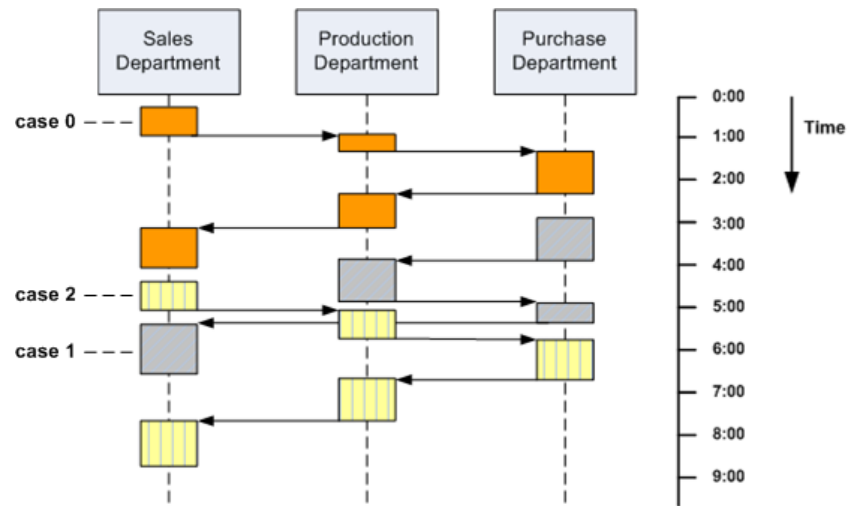 Sales
Department
Production
Department
Purchase
Department
0:00
case 0
Time
1:00
2:00
3:00
4:00
case 2
5:00
case 1
6:00
7:00
8:00
9:00